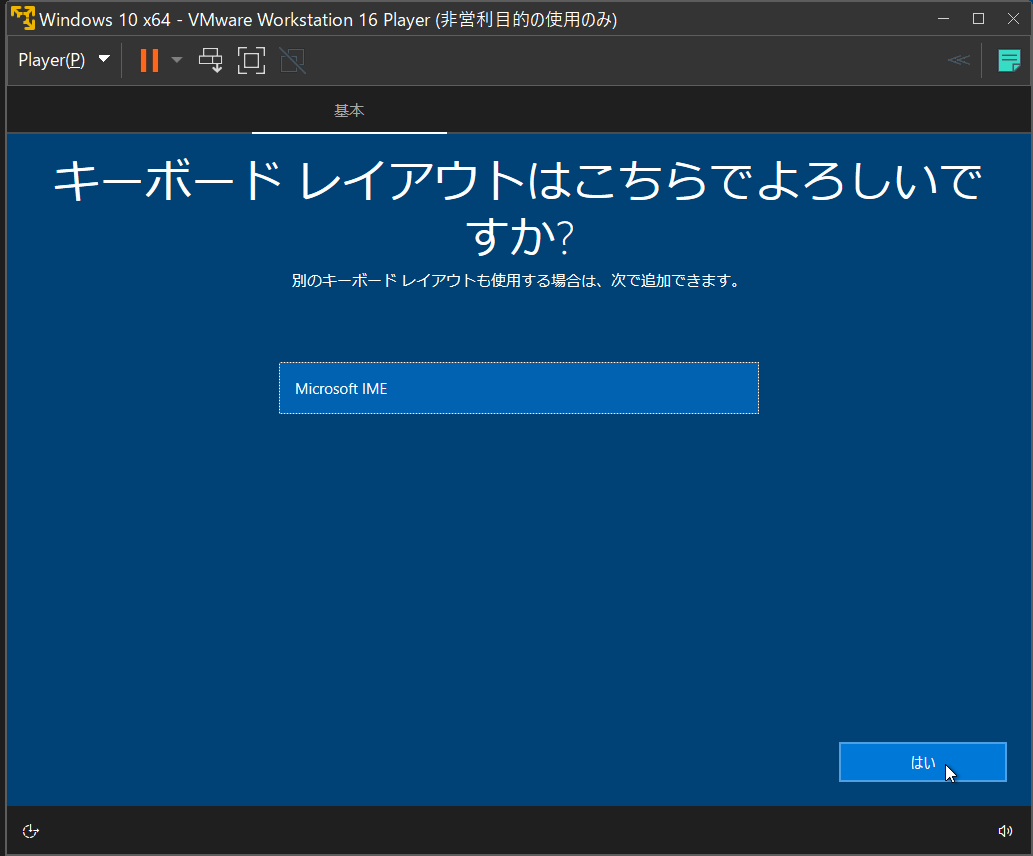 Windows 10 x64 - VMware Workstation 16 Player (非営利目的の使用のみ)
Player(P)
基本
キーボード レイアウトはこちらでよろしいで
すか?
別のキーボード レイアウトも使用する場合は、次で追加できます。
Microsoft IME
はい